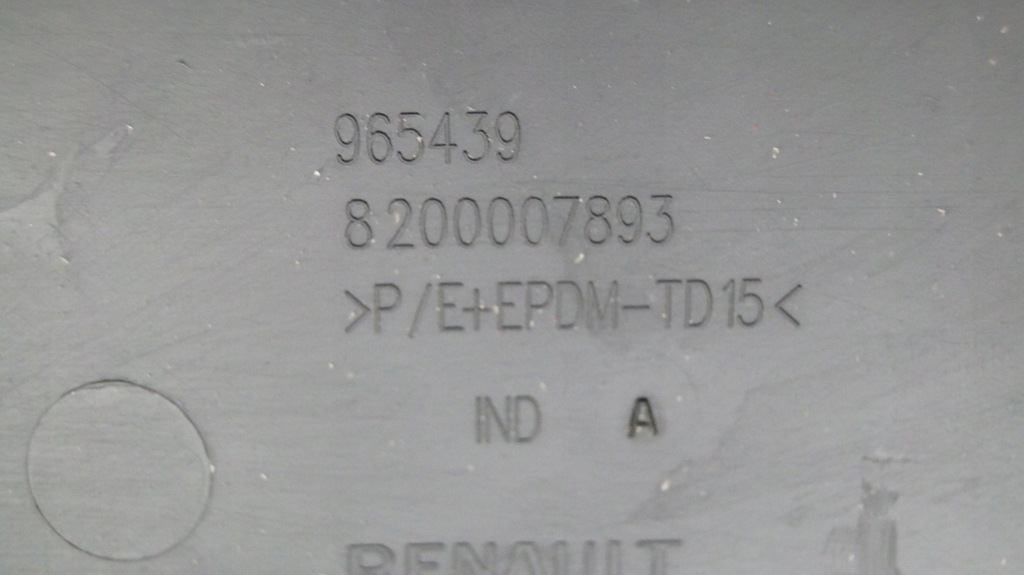 965439
8200007893
>P/E+EPDM-TD15<
IND A
RENAULT